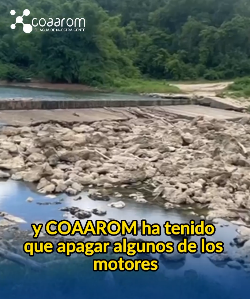 coaarom
y COAAROM ha tenido
que apagar algunos de los
motores